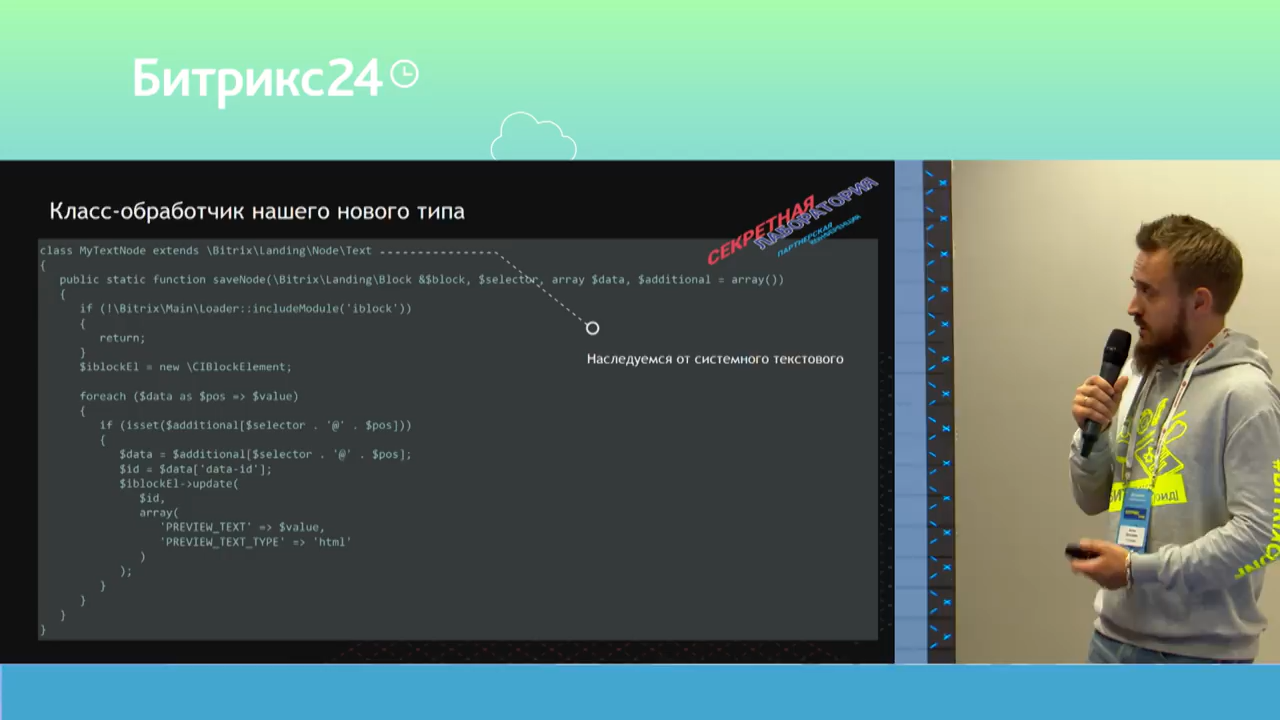 Битрикс24
СЕКРЕТНАЯ
ЛАБОРАТОРИЯ
ПАРТНЕРСКАЯ
Класс-обработчик нашего нового типа
class MyTextNode extends \Bitrix\Landing\Node\Text
{
public static function saveNode(\Bitrix\Landing\Block &$block, $selector, array $data, $additional = array())
{
if (!\Bitrix\Main\Loader::includeModule('iblock'))
{
return;
}
$iblockEl = new \CIBlockElement;
foreach ($data as $pos => $value)
{
if (isset($additional[$selector . '@' . $pos]))
{
$data = $additional[$selector . '@' . $pos];
$id = $data['data-id'];
$iblockEl->update(
$id,
array(
'PREVIEW_TEXT' => $value,
'PREVIEW_TEXT_TYPE' => 'html'
)
);
}
}
}
}
Наследуемся от системного текстового